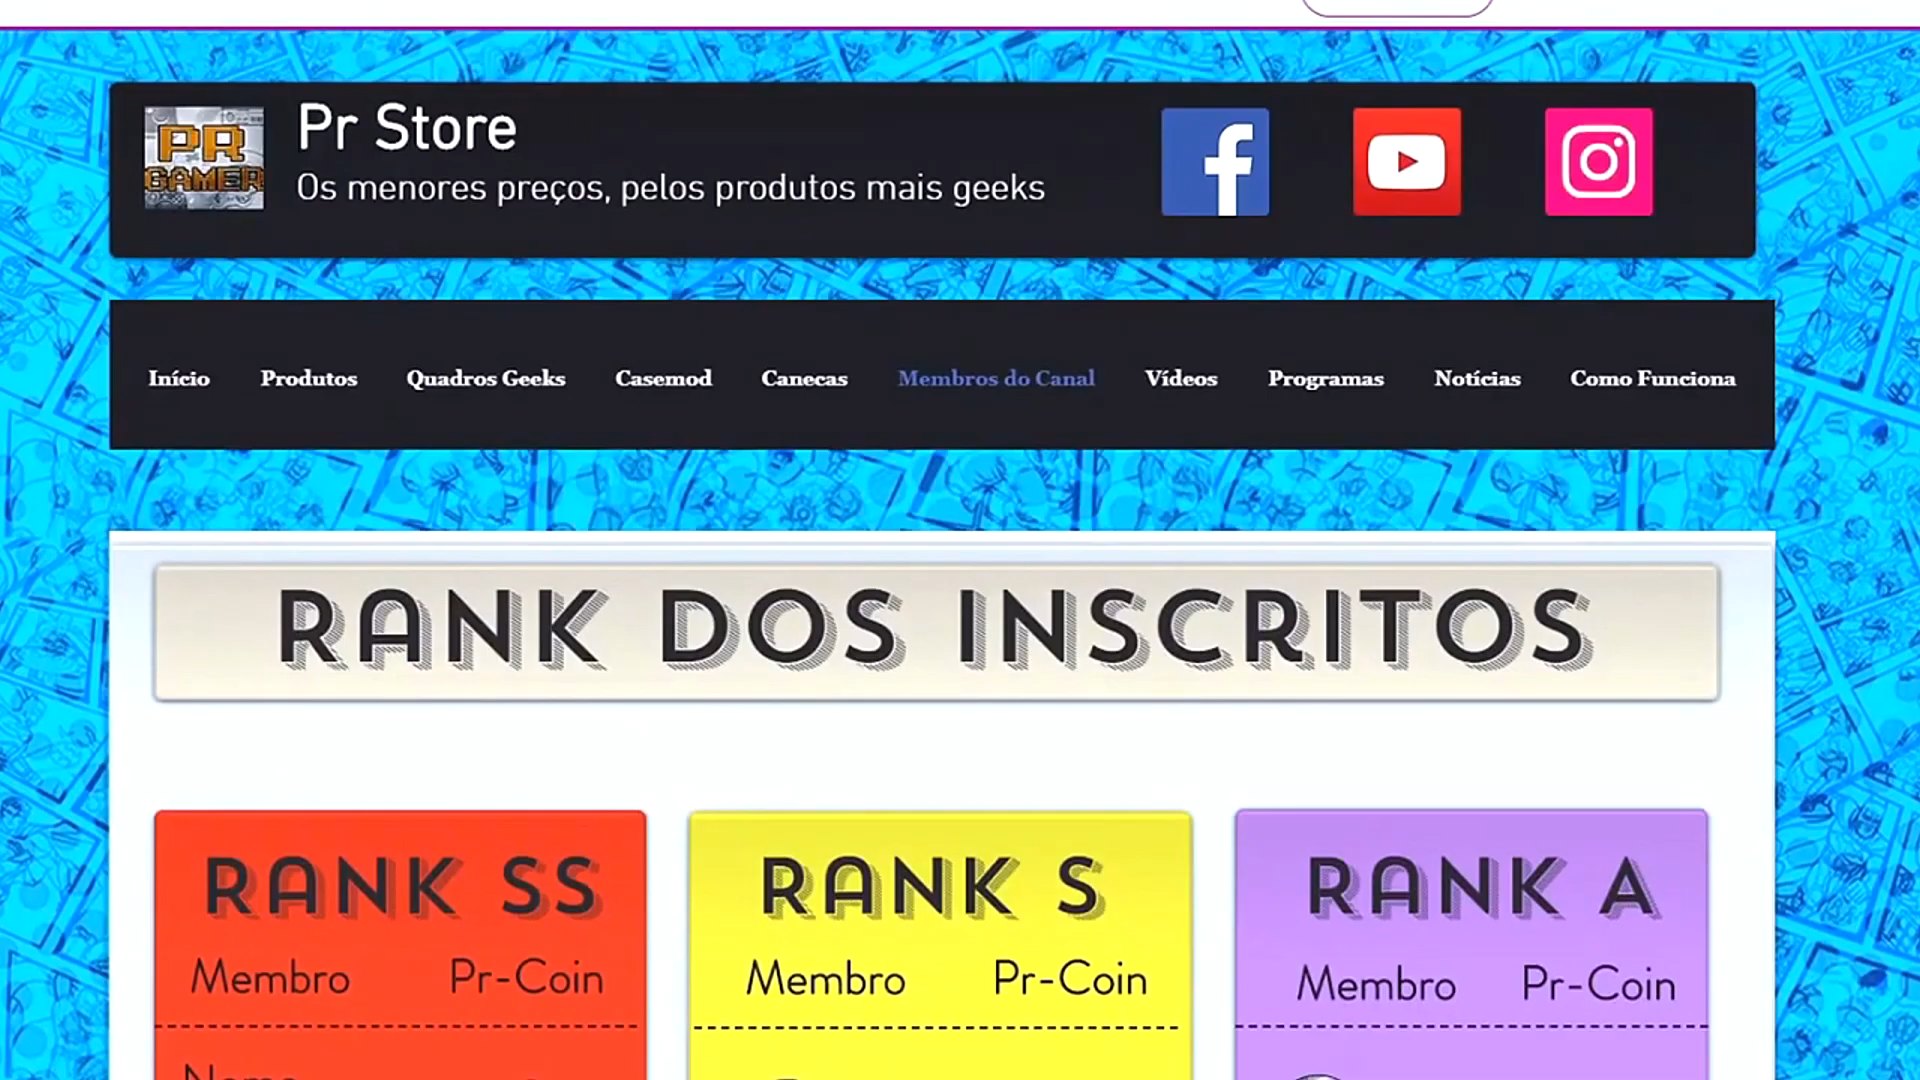 PR
GAMER
Pr Store
Os menores preços, pelos produtos mais geeks
Início Produtos Quadros Geeks Casemod Canecas Membros do Canal Vídeos Programas Notícias Como Funciona
RANK DOS INSCRITOS
RANK SS
Membro Pr-Coin
RANK S
Membro Pr-Coin
RANK A
Membro Pr-Coin